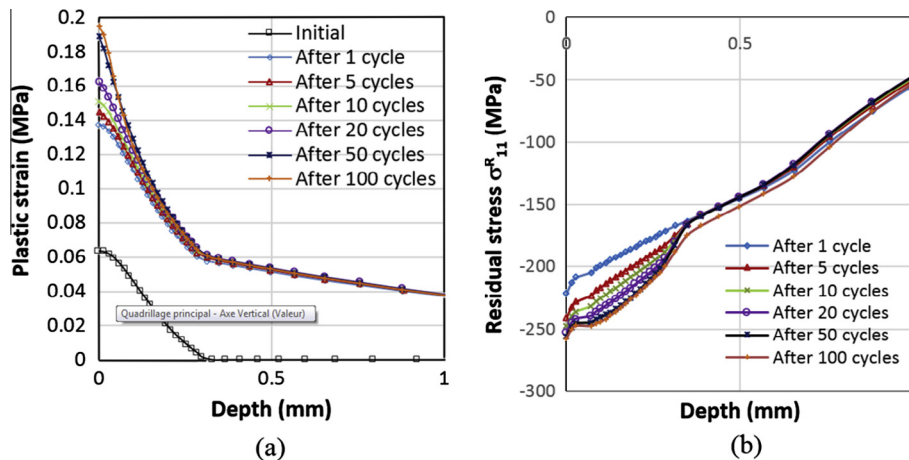 Plastic strain (MPa)
0.2
0.18
0.16
0.14
0.12
0.1
0.08
0.06
0.04
0.02
0
Initial
After 1 cycle
After 5 cycles
After 10 cycles
After 20 cycles
After 50 cycles
After 100 cycles
Quadrillage principal - Axe Vertical (Valeur)
0 0.5 1
Depth (mm)
(a)
Residual stress σᴿ₁₁ (MPa)
0
-50
-100
-150
-200
-250
-300
0 0.5
After 1 cycle
After 5 cycles
After 10 cycles
After 20 cycles
After 50 cycles
After 100 cycles
Depth (mm)
(b)